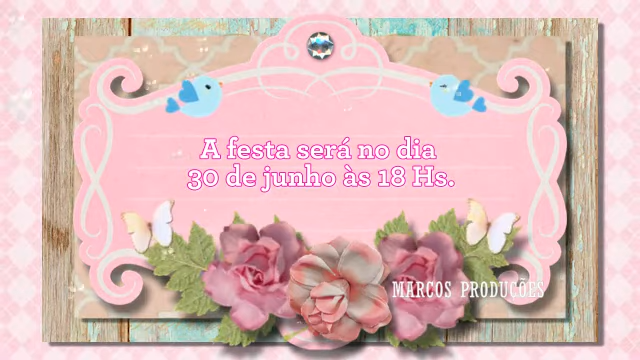 A festa será no dia
30 de junho às 18 Hs.
MARCOS PRODUÇÕES